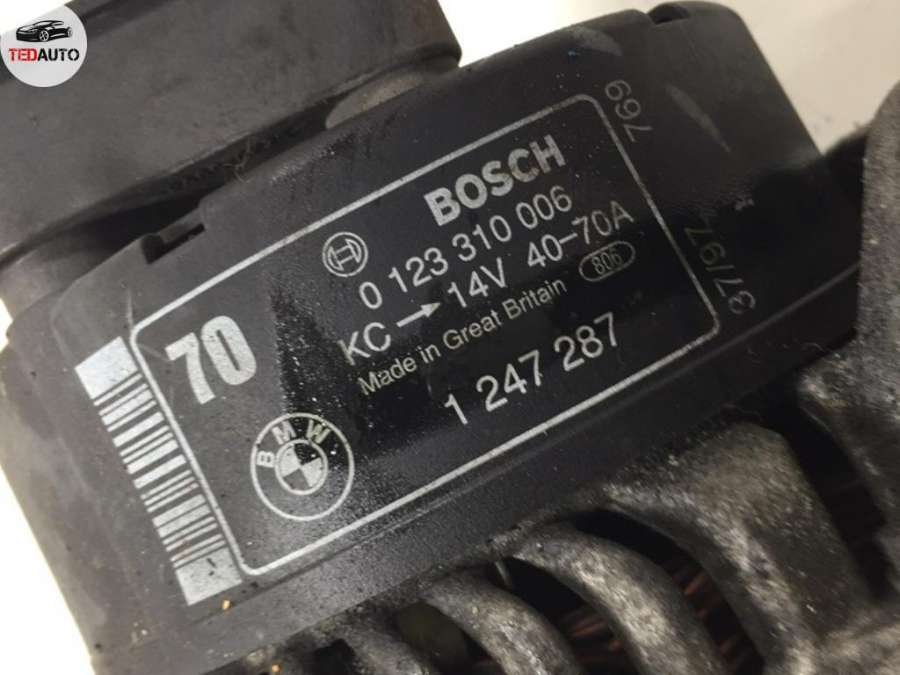 TEDAUTO
BOSCH
0 123 310 006
KC→14V 40-70A
Made in Great Britain 806
1 247 287
70
BMW
769
37/97